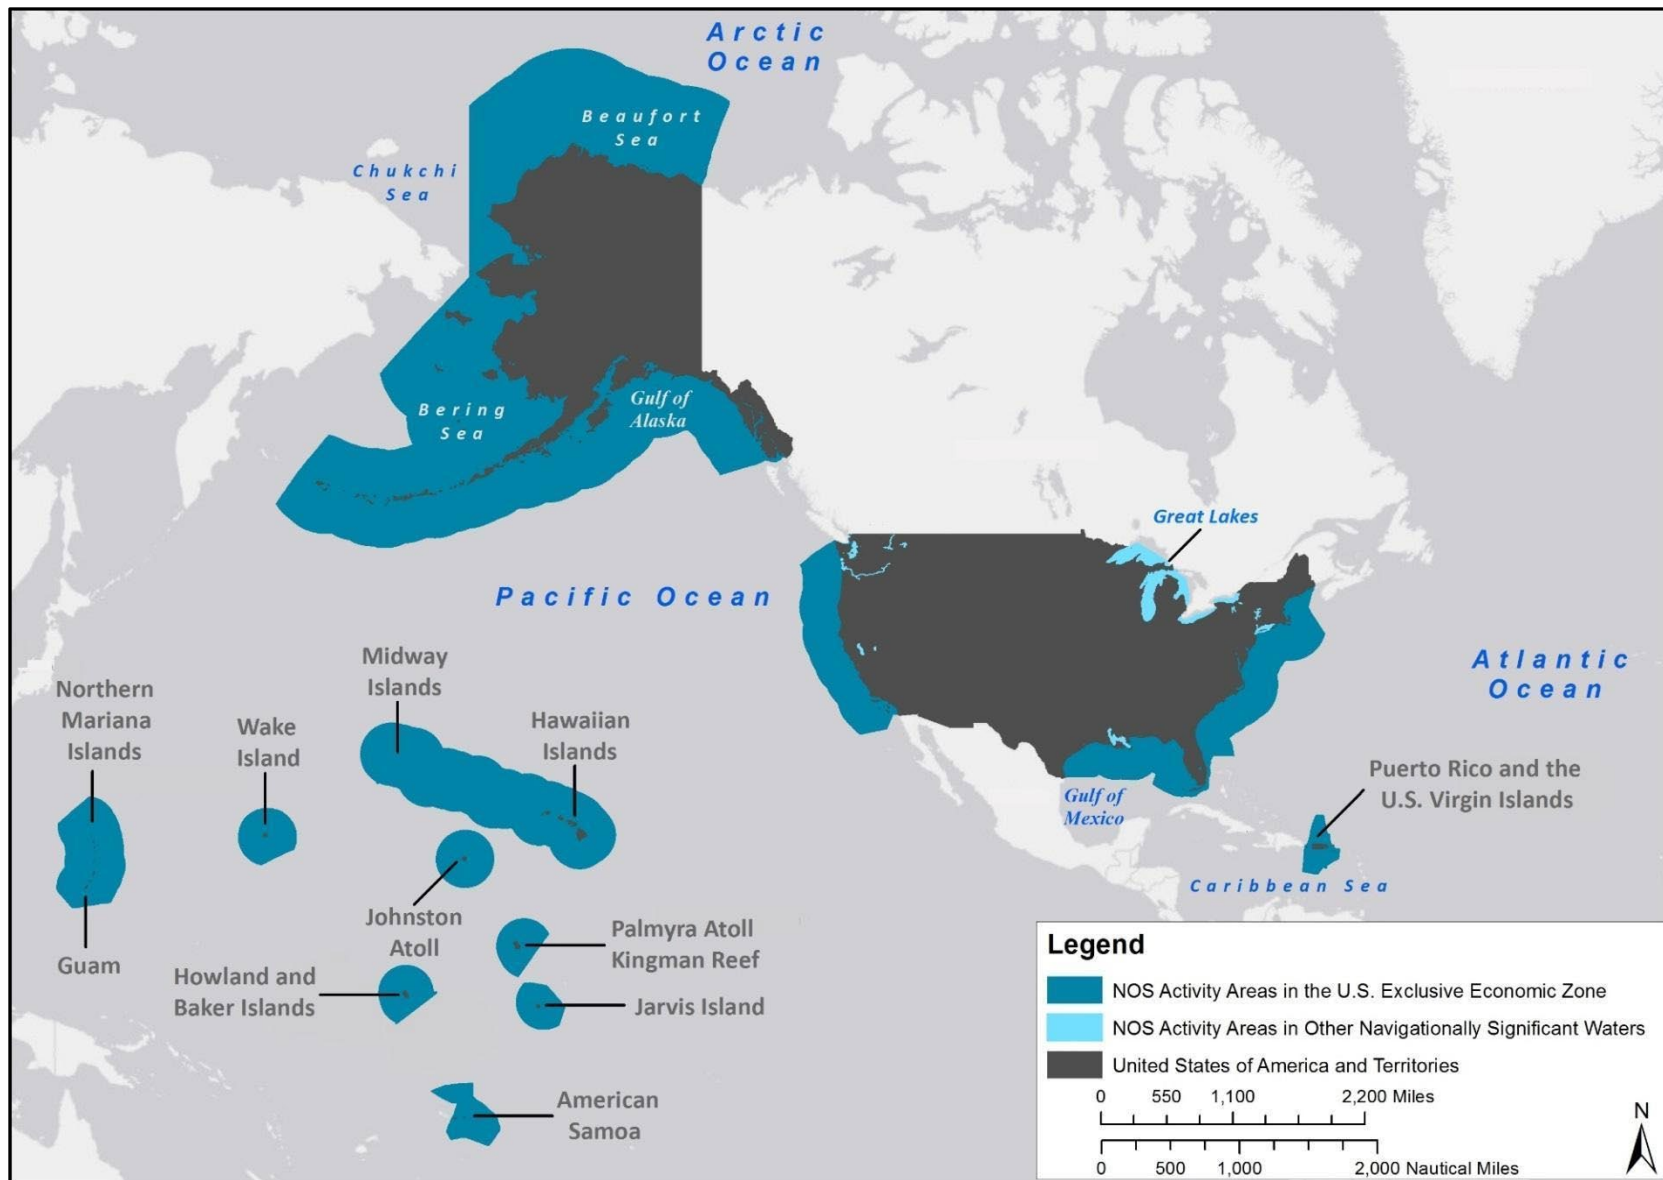 Arctic
Ocean
Beaufort
Sea
Chukchi
Sea
Bering
Sea
Gulf of
Alaska
Great Lakes
Pacific Ocean
Atlantic
Ocean
Midway
Islands
Northern
Mariana
Islands
Wake
Island
Hawaiian
Islands
Gulf of
Mexico
Puerto Rico and the
U.S. Virgin Islands
Caribbean Sea
Guam
Johnston
Atoll
Palmyra Atoll
Kingman Reef
Howland and
Baker Islands
Jarvis Island
American
Samoa
Legend
NOS Activity Areas in the U.S. Exclusive Economic Zone
NOS Activity Areas in Other Navigationally Significant Waters
United States of America and Territories
0 550 1,100 2,200 Miles
0 500 1,000 2,000 Nautical Miles
N